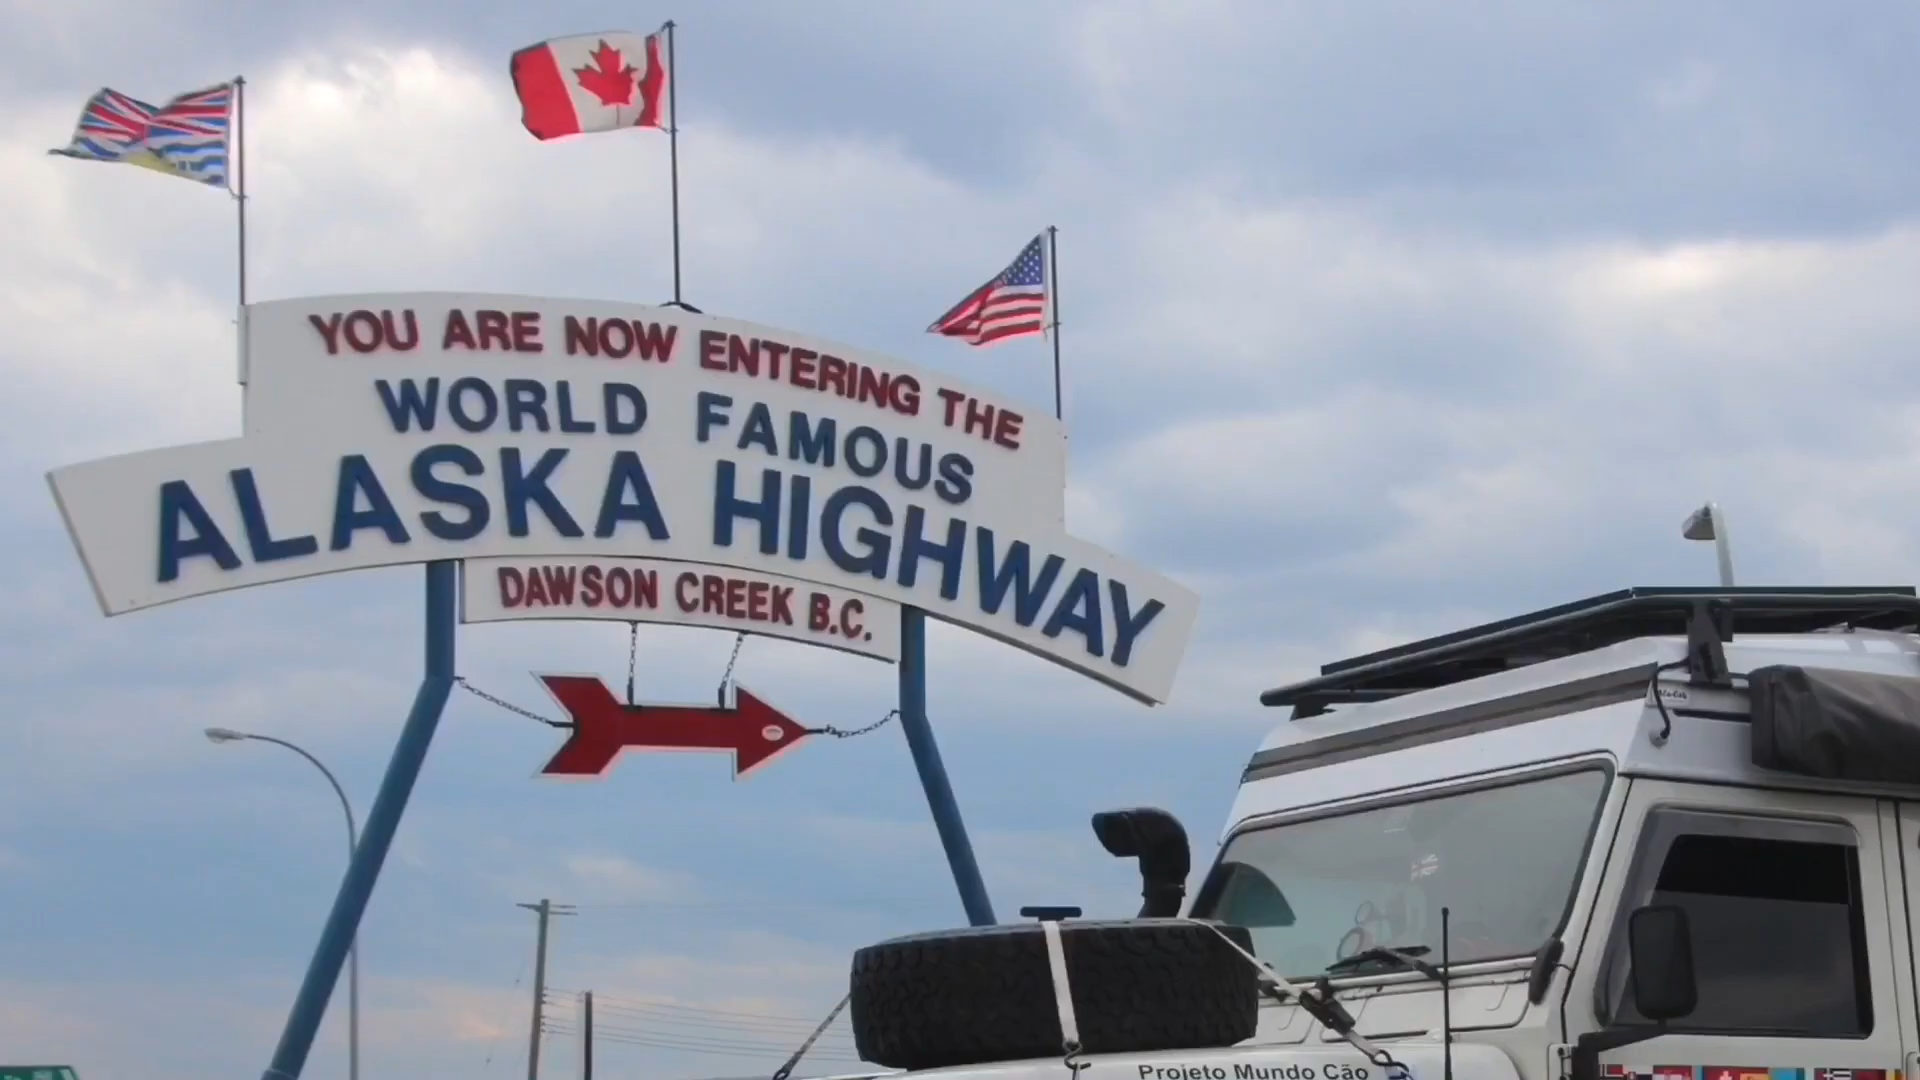 YOU ARE NOW ENTERING THE
WORLD FAMOUS
ALASKA HIGHWAY
DAWSON CREEK B.C.
Projeto Mundo Cão